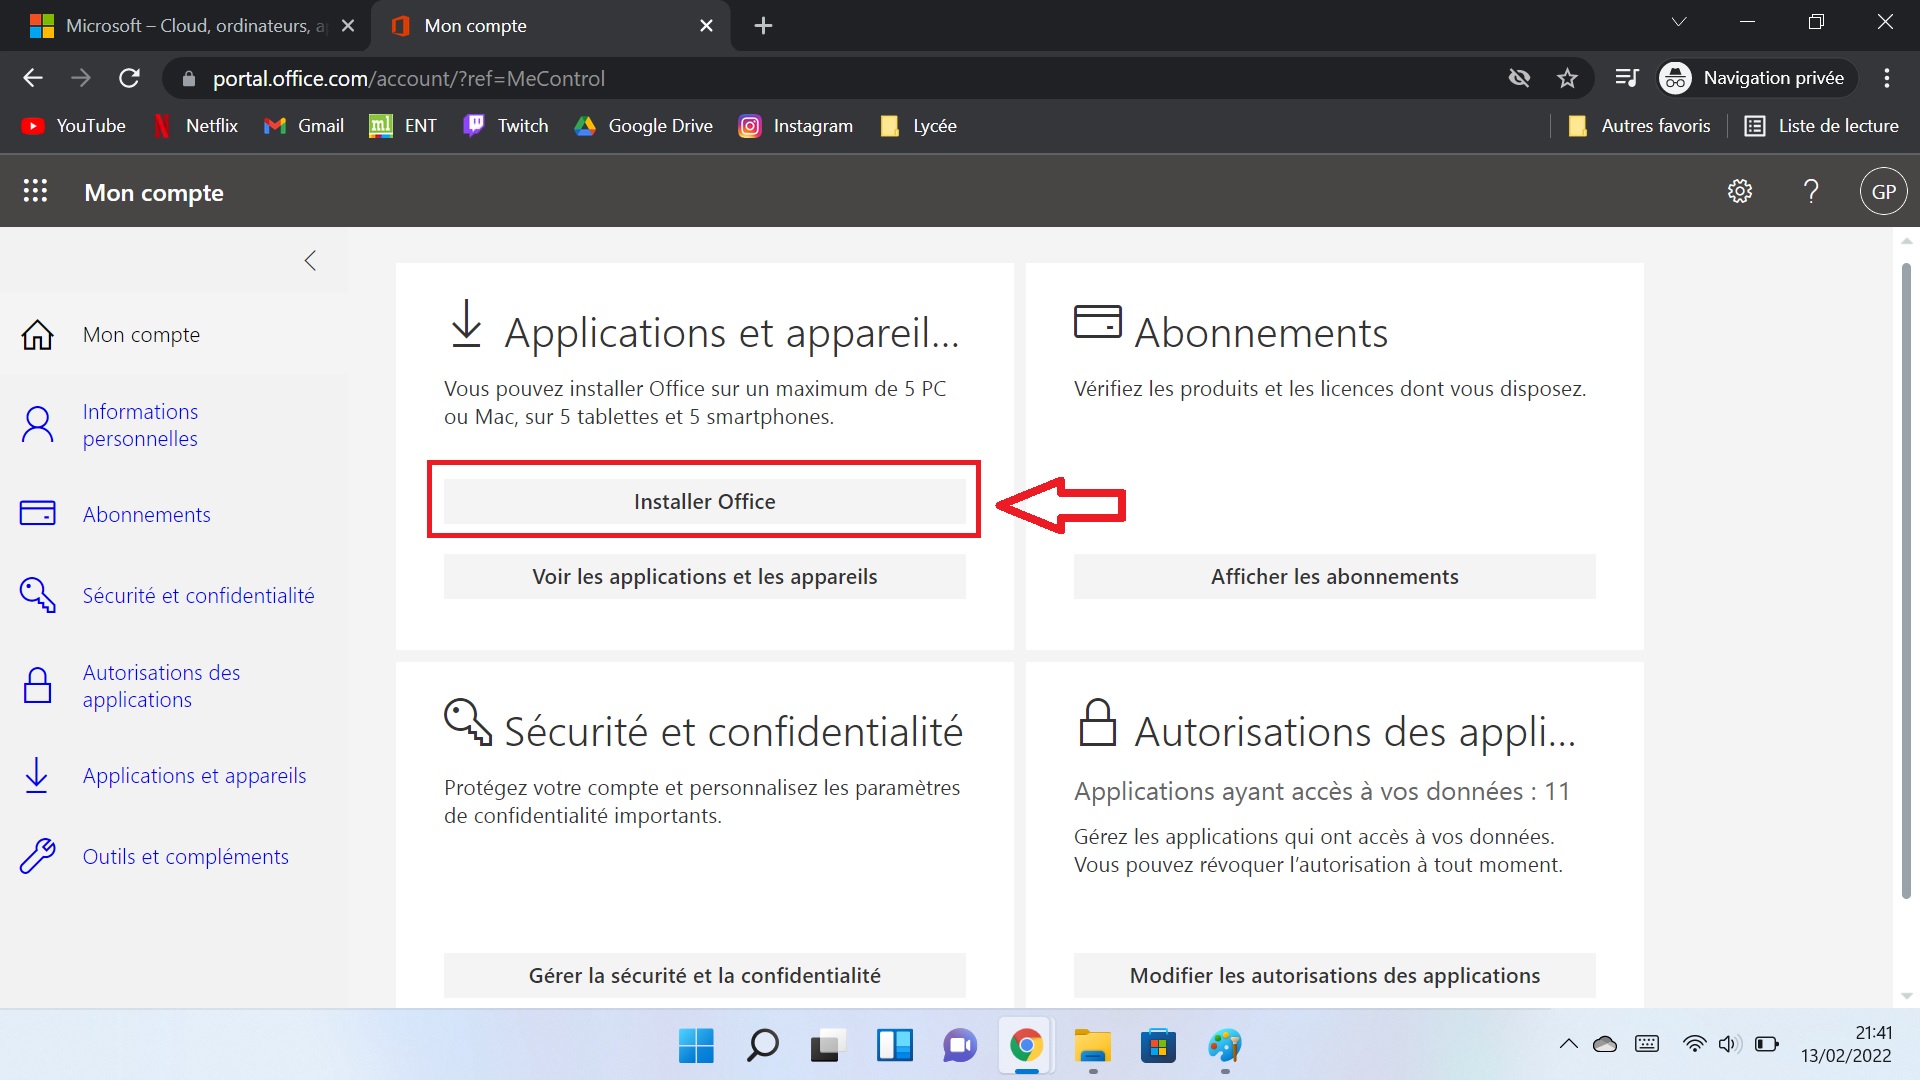 Microsoft – Cloud, ordinateurs, a
Mon compte
portal.office.com/account/?ref=MeControl
Navigation privée
YouTube
Netflix
Gmail
ml
ENT
Twitch
Google Drive
Instagram
Lycée
Autres favoris
Liste de lecture
Mon compte
?
GP
Mon compte
Informations
personnelles
Abonnements
Sécurité et confidentialité
Autorisations des
applications
Applications et appareils
Outils et compléments
Applications et appareil...
Vous pouvez installer Office sur un maximum de 5 PC
ou Mac, sur 5 tablettes et 5 smartphones.
Installer Office
Voir les applications et les appareils
Abonnements
Vérifiez les produits et les licences dont vous disposez.
Afficher les abonnements
Sécurité et confidentialité
Protégez votre compte et personnalisez les paramètres
de confidentialité importants.
Gérer la sécurité et la confidentialité
Autorisations des appli...
Applications ayant accès à vos données : 11
Gérez les applications qui ont accès à vos données.
Vous pouvez révoquer l’autorisation à tout moment.
Modifier les autorisations des applications
21:41
13/02/2022